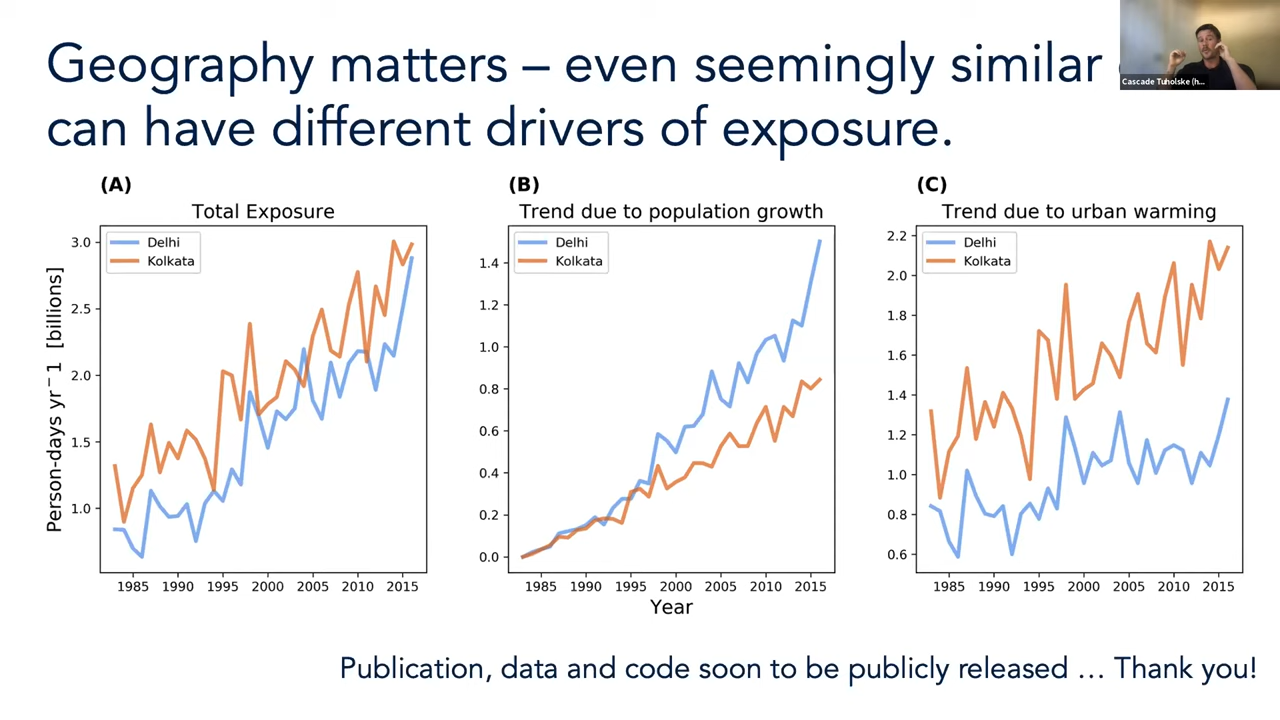 Geography matters – even seemingly similar
can have different drivers of exposure.
Cascade Tuholske (h...
(A)
Total Exposure
Delhi
Kolkata
Person-days yr⁻¹ [billions]
3.0
2.5
2.0
1.5
1.0
1985 1990 1995 2000 2005 2010 2015
(B)
Trend due to population growth
Delhi
Kolkata
1.4
1.2
1.0
0.8
0.6
0.4
0.2
0.0
1985 1990 1995 2000 2005 2010 2015
Year
(C)
Trend due to urban warming
Delhi
Kolkata
2.2
2.0
1.8
1.6
1.4
1.2
1.0
0.8
0.6
1985 1990 1995 2000 2005 2010 2015
Publication, data and code soon to be publicly released ... Thank you!